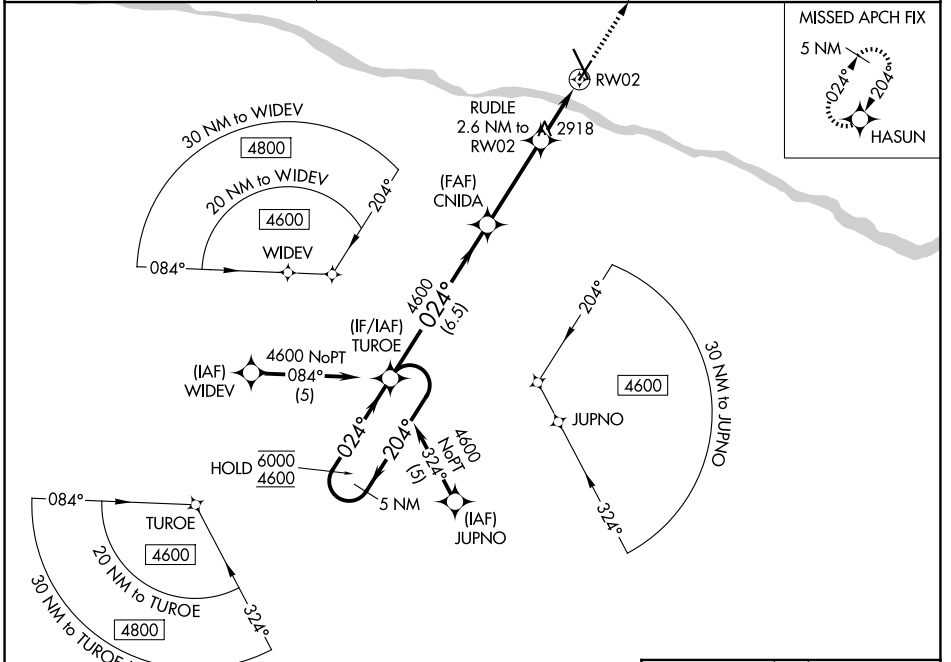 MISSED APCH FIX
5 NM
024°
204°
HASUN
RW02
RUDLE
2.6 NM to
RW02
2918
(FAF)
CNIDA
30 NM to WIDEV
4800
20 NM to WIDEV
4600
204°
WIDEV
084°
4600
024°
(6.5)
(IF/IAF)
TUROE
(IAF)
WIDEV
4600 NoPT
084°
(5)
204°
30 NM to JUPNO
4600
JUPNO
324°
024°
204°
HOLD
6000
4600
5 NM
4600
NoPT
324°
(5)
(IAF)
JUPNO
084°
TUROE
4600
20 NM to TUROE
324°
4800
30 NM to TUROE